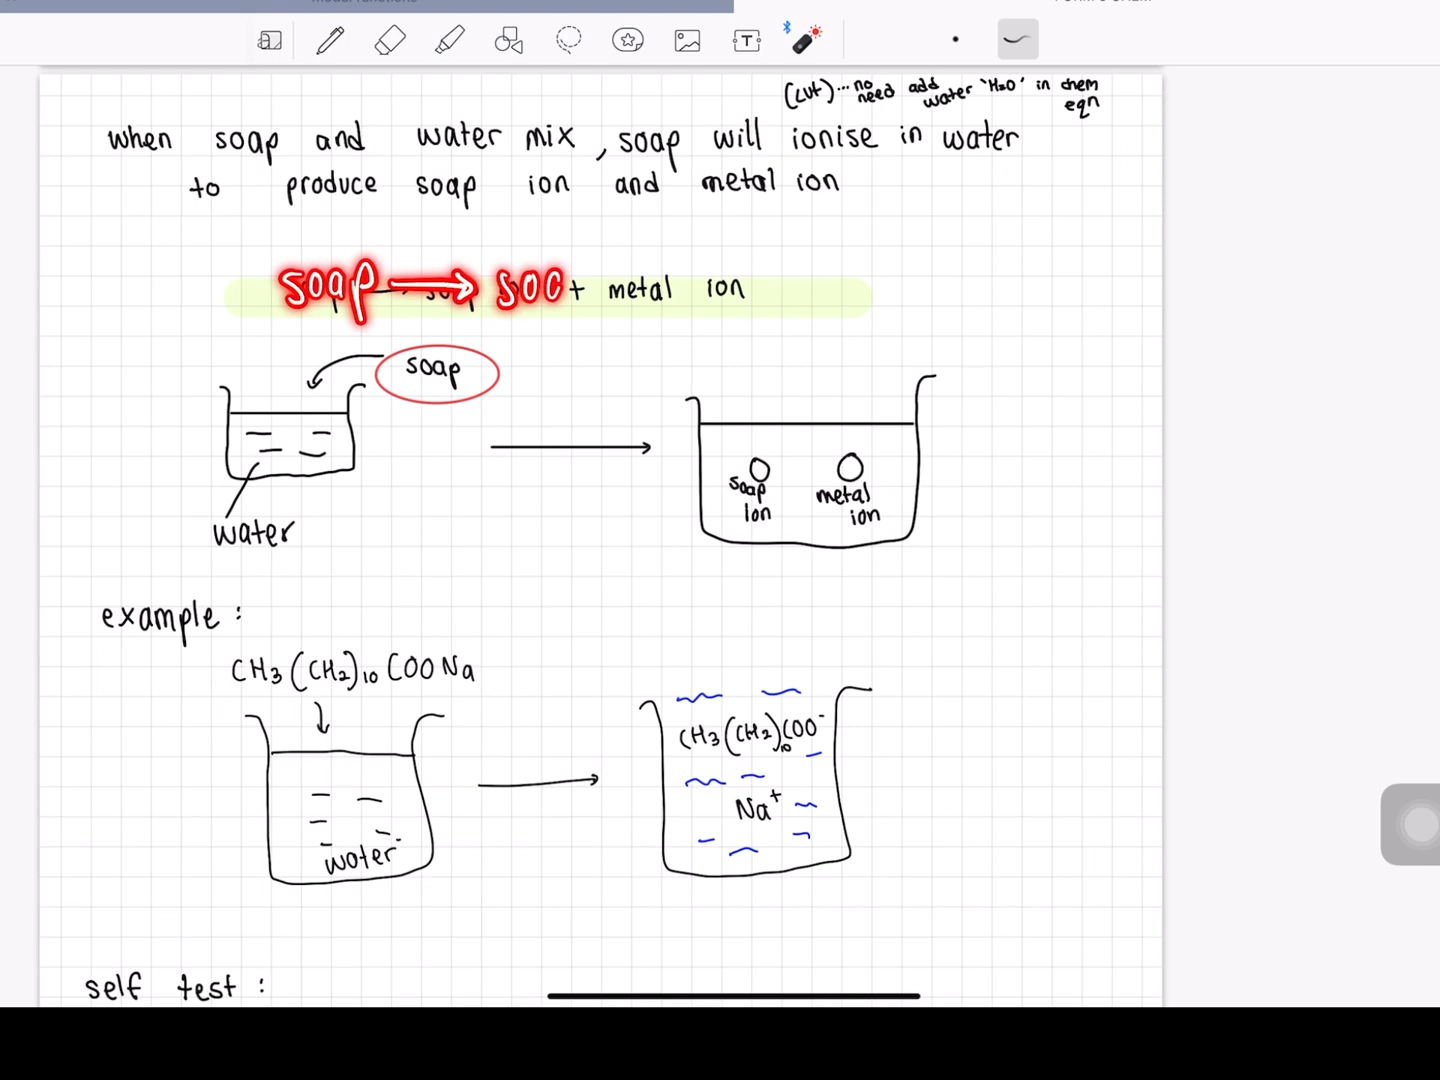 (cut)... no need add water 'H2O' in chem eqn
when soap and water mix, soap will ionise in water
to produce soap ion and metal ion
soap → soa + metal ion
soap
water
soap ion
metal ion
example :
CH3(CH2)10COONa
water
CH3(CH2)10COO-
Na+
self test :